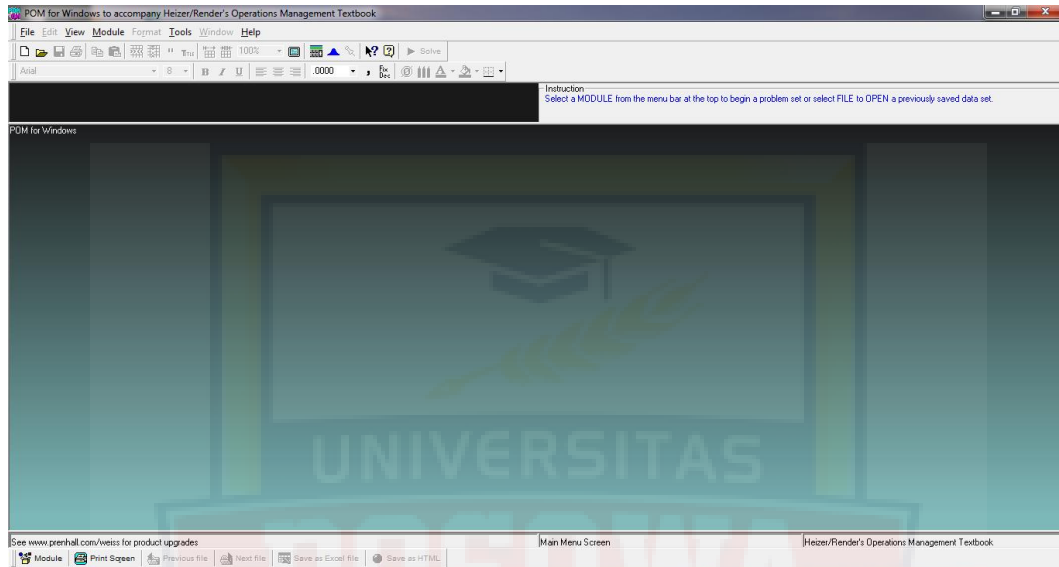 POM for Windows to accompany Heizer/Render's Operations Management Textbook
File Edit View Module Format Tools Window Help
100% Solve
Arial 8 B I U .0000 , Fix Dec
Instruction
Select a MODULE from the menu bar at the top to begin a problem set or select FILE to OPEN a previously saved data set.
POM for Windows
UNIVERSITAS
See www.prenhall.com/weiss for product upgrades Main Menu Screen Heizer/Render's Operations Management Textbook
Module Print Screen Previous file Next file Save as Excel file Save as HTML